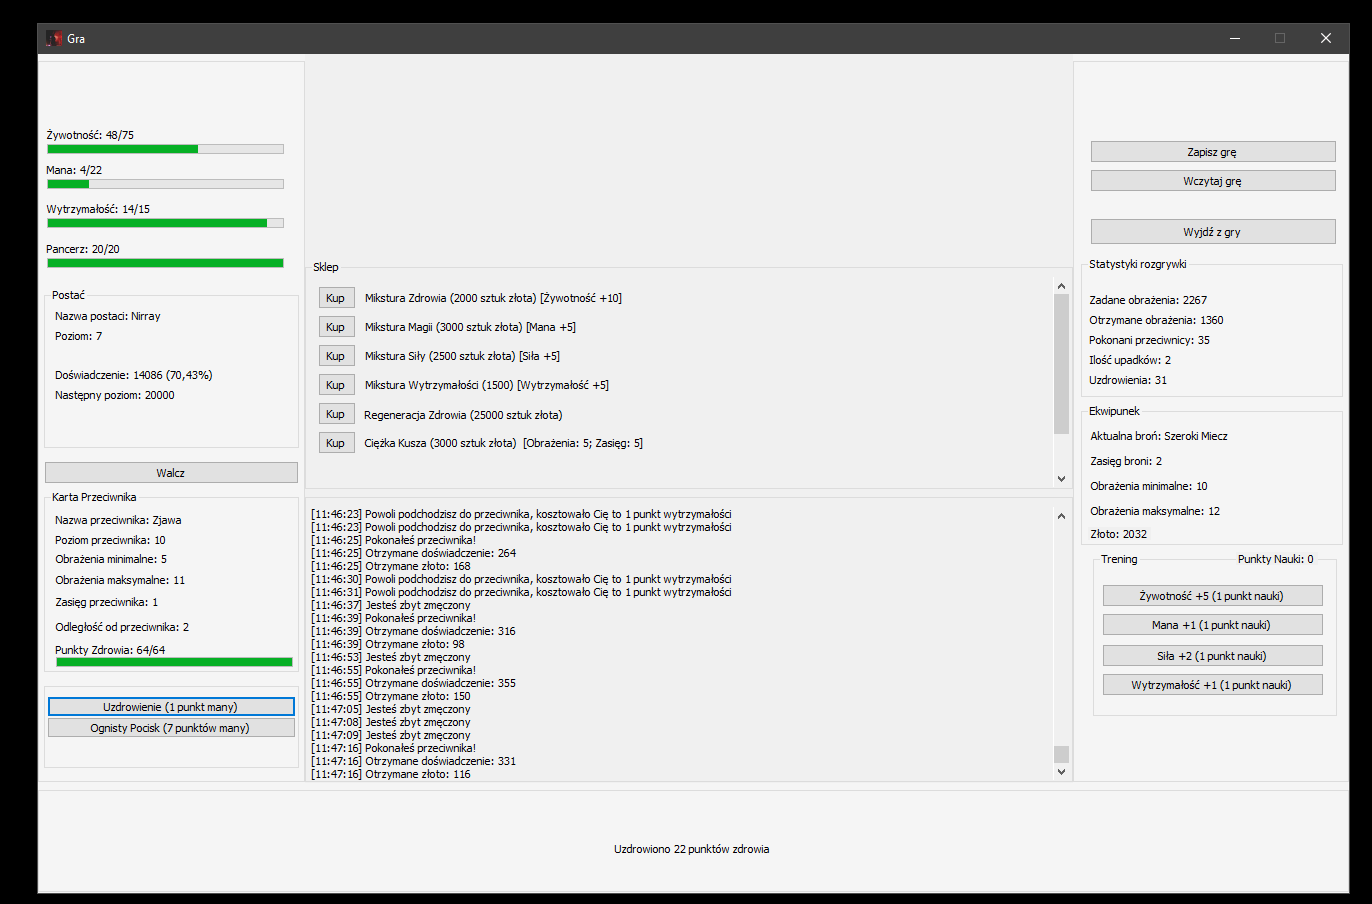 Gra
Żywotność: 48/75
Mana: 4/22
Wytrzymałość: 14/15
Pancerz: 20/20
Postać
Nazwa postaci: Nirray
Poziom: 7
Doświadczenie: 14086 (70,43%)
Następny poziom: 20000
Walcz
Karta Przeciwnika
Nazwa przeciwnika: Zjawa
Poziom przeciwnika: 10
Obrażenia minimalne: 5
Obrażenia maksymalne: 11
Zasięg przeciwnika: 1
Odległość od przeciwnika: 2
Punkty Zdrowia: 64/64
Uzdrowienie (1 punkt many)
Ognisty Pocisk (7 punktów many)
Sklep
Kup Mikstura Zdrowia (2000 sztuk złota) [Żywotność +10]
Kup Mikstura Magii (3000 sztuk złota) [Mana +5]
Kup Mikstura Siły (2500 sztuk złota) [Siła +5]
Kup Mikstura Wytrzymałości (1500) [Wytrzymałość +5]
Kup Regeneracja Zdrowia (25000 sztuk złota)
Kup Ciężka Kusza (3000 sztuk złota) [Obrażenia: 5; Zasięg: 5]
[11:46:23] Powoli podchodzisz do przeciwnika, kosztowało Cię to 1 punkt wytrzymałości
[11:46:23] Powoli podchodzisz do przeciwnika, kosztowało Cię to 1 punkt wytrzymałości
[11:46:25] Pokonałeś przeciwnika!
[11:46:25] Otrzymane doświadczenie: 264
[11:46:25] Otrzymane złoto: 168
[11:46:30] Powoli podchodzisz do przeciwnika, kosztowało Cię to 1 punkt wytrzymałości
[11:46:31] Powoli podchodzisz do przeciwnika, kosztowało Cię to 1 punkt wytrzymałości
[11:46:37] Jesteś zbyt zmęczony
[11:46:39] Pokonałeś przeciwnika!
[11:46:39] Otrzymane doświadczenie: 316
[11:46:39] Otrzymane złoto: 98
[11:46:53] Jesteś zbyt zmęczony
[11:46:55] Pokonałeś przeciwnika!
[11:46:55] Otrzymane doświadczenie: 355
[11:46:55] Otrzymane złoto: 150
[11:47:05] Jesteś zbyt zmęczony
[11:47:08] Jesteś zbyt zmęczony
[11:47:09] Jesteś zbyt zmęczony
[11:47:16] Pokonałeś przeciwnika!
[11:47:16] Otrzymane doświadczenie: 331
[11:47:16] Otrzymane złoto: 116
Zapisz grę
Wczytaj grę
Wyjdź z gry
Statystyki rozgrywki
Zadane obrażenia: 2267
Otrzymane obrażenia: 1360
Pokonani przeciwnicy: 35
Ilość upadków: 2
Uzdrowienia: 31
Ekwipunek
Aktualna broń: Szeroki Miecz
Zasięg broni: 2
Obrażenia minimalne: 10
Obrażenia maksymalne: 12
Złoto: 2032
Trening Punkty Nauki: 0
Żywotność +5 (1 punkt nauki)
Mana +1 (1 punkt nauki)
Siła +2 (1 punkt nauki)
Wytrzymałość +1 (1 punkt nauki)
Uzdrowiono 22 punktów zdrowia